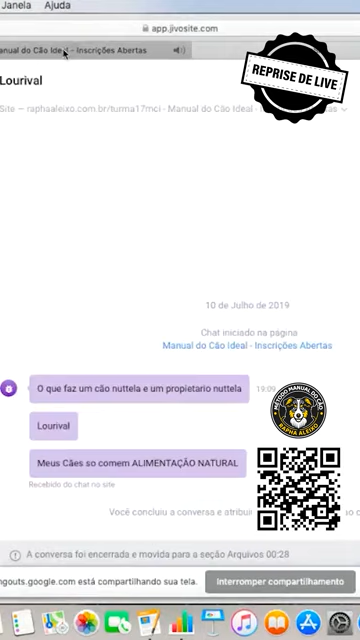 Janela Ajuda
app.jivosite.com
anual do Cão Ideal - Inscrições Abertas
REPRISE DE LIVE
Lourival
Site — raphaaleixo.com.br/turma17mci - Manual do Cão Ideal - 
10 de Julho de 2019
Chat iniciado na página
Manual do Cão Ideal - Inscrições Abertas
O que faz um cão nuttela e um propietario nuttela
19:09
Lourival
Meus Cães so comem ALIMENTAÇÃO NATURAL
Recebido do chat no site
MÉTODO MANUAL DO CÃO
RAPHA ALEIXO
Você concluiu a conversa e atribuiu
A conversa foi encerrada e movida para a seção Arquivos 00:28
ngouts.google.com está compartilhando sua tela.
Interromper compartilhamento